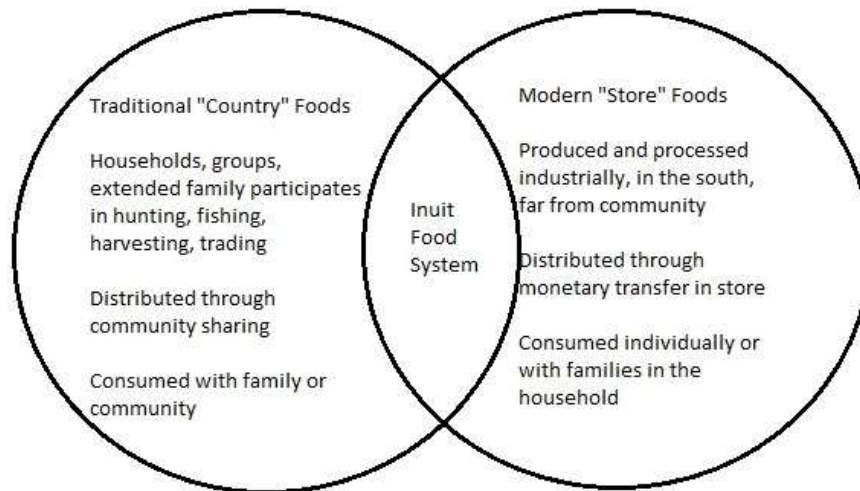 Traditional "Country" Foods
Households, groups,
extended family participates
in hunting, fishing,
harvesting, trading
Distributed through
community sharing
Consumed with family or
community
Inuit
Food
System
Modern "Store" Foods
Produced and processed
industrially, in the south,
far from community
Distributed through
monetary transfer in store
Consumed individually or
with families in the
household